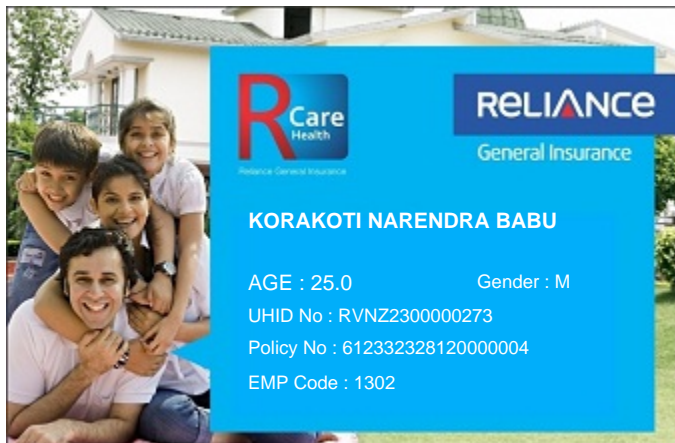 R Care
Health
Reliance General Insurance
RELIANCE
General Insurance
KORAKOTI NARENDRA BABU
AGE : 25.0 Gender : M
UHID No : RVNZ2300000273
Policy No : 612332328120000004
EMP Code : 1302